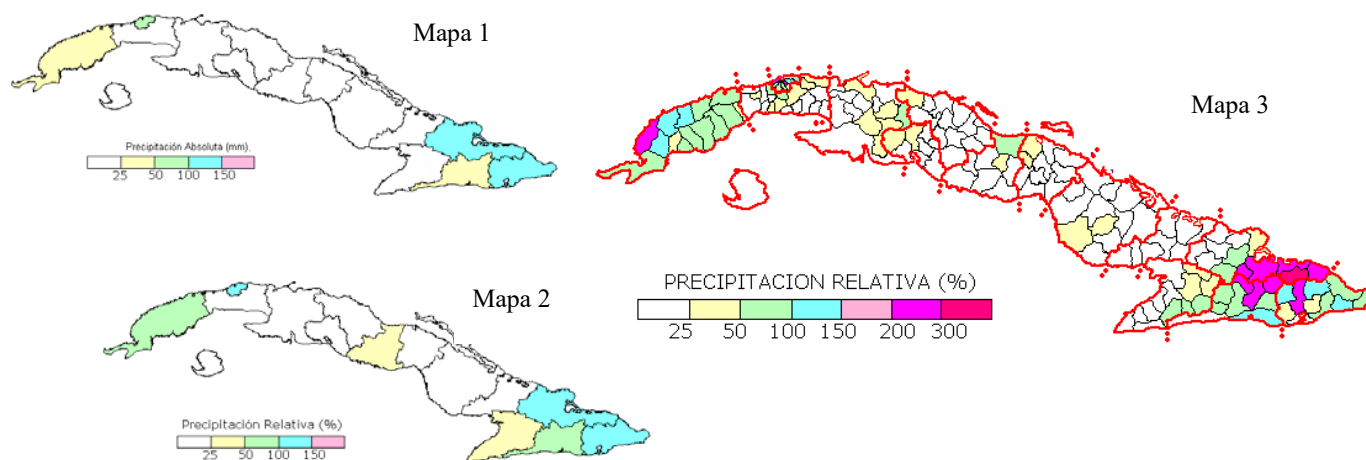 Mapa 1
Precipitación Absoluta (mm).
25 50 100 150
Mapa 2
Precipitación Relativa (%)
25 50 100 150
Mapa 3
PRECIPITACION RELATIVA (%)
25 50 100 150 200 300